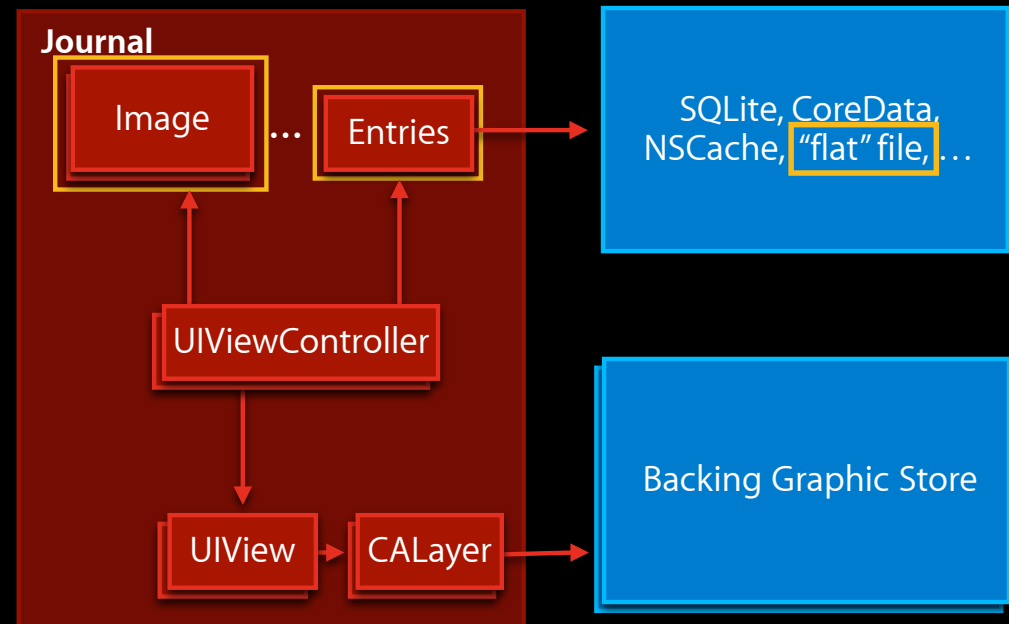 Journal
Image
...
Entries
SQLite, CoreData,
NSCache, “flat” file, ...
UIViewController
Backing Graphic Store
UIView
CALayer